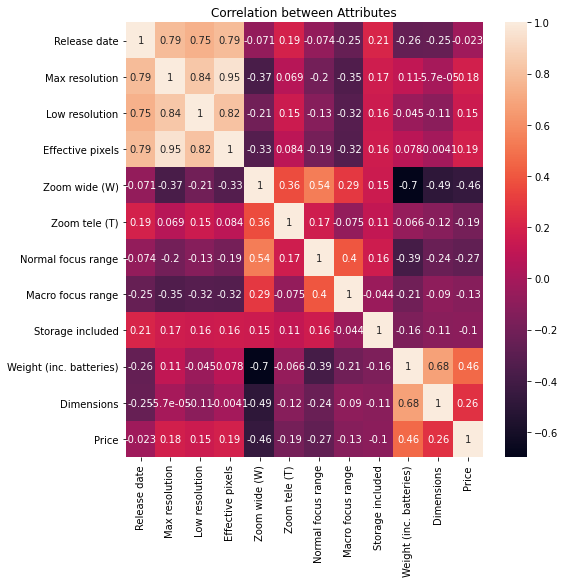 Correlation between Attributes
Release date 1 0.79 0.75 0.79 -0.071 0.19 -0.074 -0.25 0.21 -0.26 -0.25 -0.023
Max resolution 0.79 1 0.84 0.95 -0.37 0.069 -0.2 -0.35 0.17 0.11 -5.7e-05 0.18
Low resolution 0.75 0.84 1 0.82 -0.21 0.15 -0.13 -0.32 0.16 -0.045 -0.11 0.15
Effective pixels 0.79 0.95 0.82 1 -0.33 0.084 -0.19 -0.32 0.16 0.078 -0.0041 0.19
Zoom wide (W) -0.071 -0.37 -0.21 -0.33 1 0.36 0.54 0.29 0.15 -0.7 -0.49 -0.46
Zoom tele (T) 0.19 0.069 0.15 0.084 0.36 1 0.17 -0.075 0.11 -0.066 -0.12 -0.19
Normal focus range -0.074 -0.2 -0.13 -0.19 0.54 0.17 1 0.4 0.16 -0.39 -0.24 -0.27
Macro focus range -0.25 -0.35 -0.32 -0.32 0.29 -0.075 0.4 1 -0.044 -0.21 -0.09 -0.13
Storage included 0.21 0.17 0.16 0.16 0.15 0.11 0.16 -0.044 1 -0.16 -0.11 -0.1
Weight (inc. batteries) -0.26 0.11 -0.045 0.078 -0.7 -0.066 -0.39 -0.21 -0.16 1 0.68 0.46
Dimensions -0.25 -5.7e-05 -0.11 -0.0041 -0.49 -0.12 -0.24 -0.09 -0.11 0.68 1 0.26
Price -0.023 0.18 0.15 0.19 -0.46 -0.19 -0.27 -0.13 -0.1 0.46 0.26 1
Release date
Max resolution
Low resolution
Effective pixels
Zoom wide (W)
Zoom tele (T)
Normal focus range
Macro focus range
Storage included
Weight (inc. batteries)
Dimensions
Price
1.0
0.8
0.6
0.4
0.2
0.0
−0.2
−0.4
−0.6